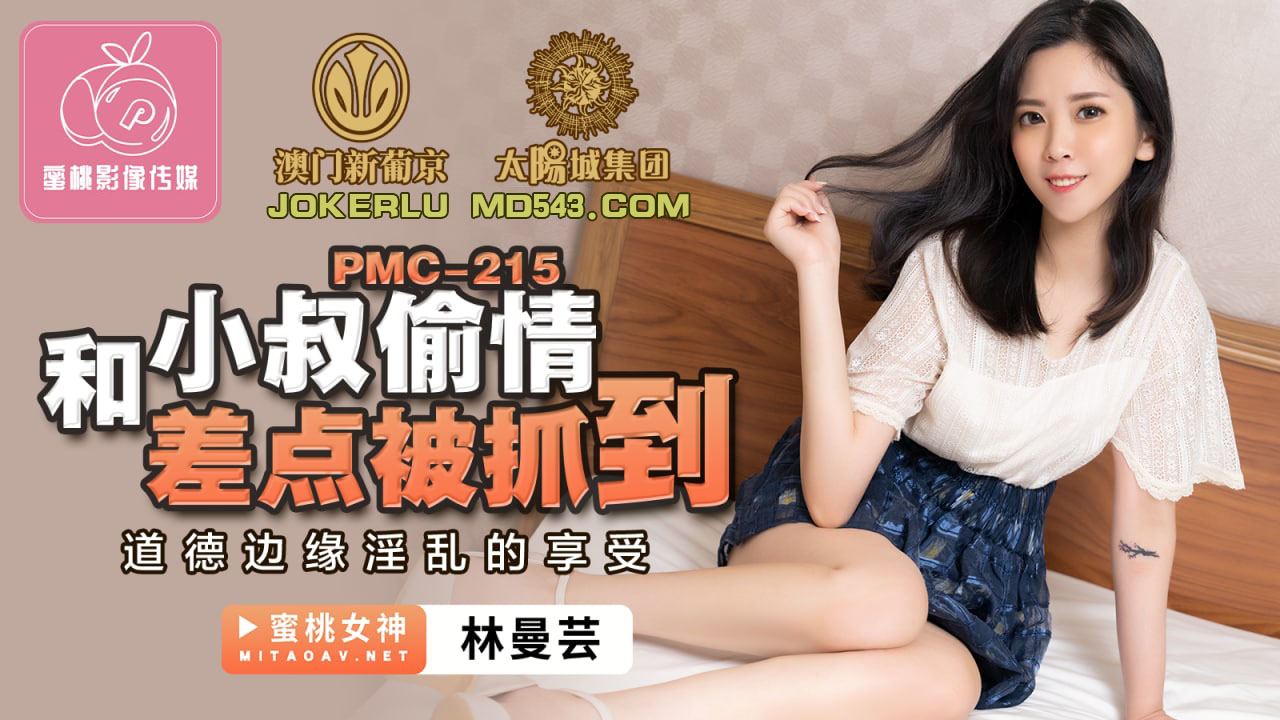 P
蜜桃影像传媒
澳门新葡京
太陽城集团
JOKERLU MD543.COM
PMC-215
和小叔偷情
差点被抓到
道德边缘淫乱的享受
蜜桃女神
MITAOAV.NET
林曼芸